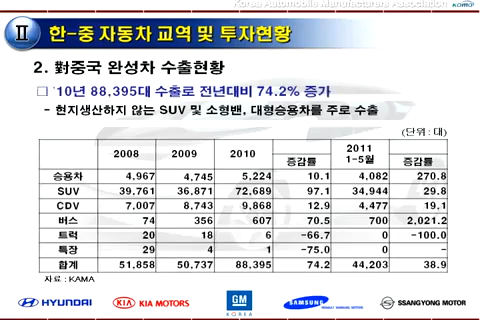 Korea Automobile Manufacturers Association KAMA
Ⅱ 한-중 자동차 교역 및 투자현황
2. 對중국 완성차 수출현황
□ '10년 88,395대 수출로 전년대비 74.2% 증가
- 현지생산하지 않는 SUV 및 소형밴, 대형승용차를 주로 수출
(단위 : 대)
2008 2009 2010 증감률 2011 1-5월 증감률
승용차 4,967 4,745 5,224 10.1 4,082 270.8
SUV 39,761 36,871 72,689 97.1 34,944 29.8
CDV 7,007 8,743 9,868 12.9 4,477 19.1
버스 74 356 607 70.5 700 2,021.2
트럭 20 18 6 -66.7 0 -100.0
특장 29 4 1 -75.0 0 -
합계 51,858 50,737 88,395 74.2 44,203 38.9
자료 : KAMA
HYUNDAI KIA KIA MOTORS GM KOREA SAMSUNG RENAULT SAMSUNG MOTORS SSANGYONG MOTOR